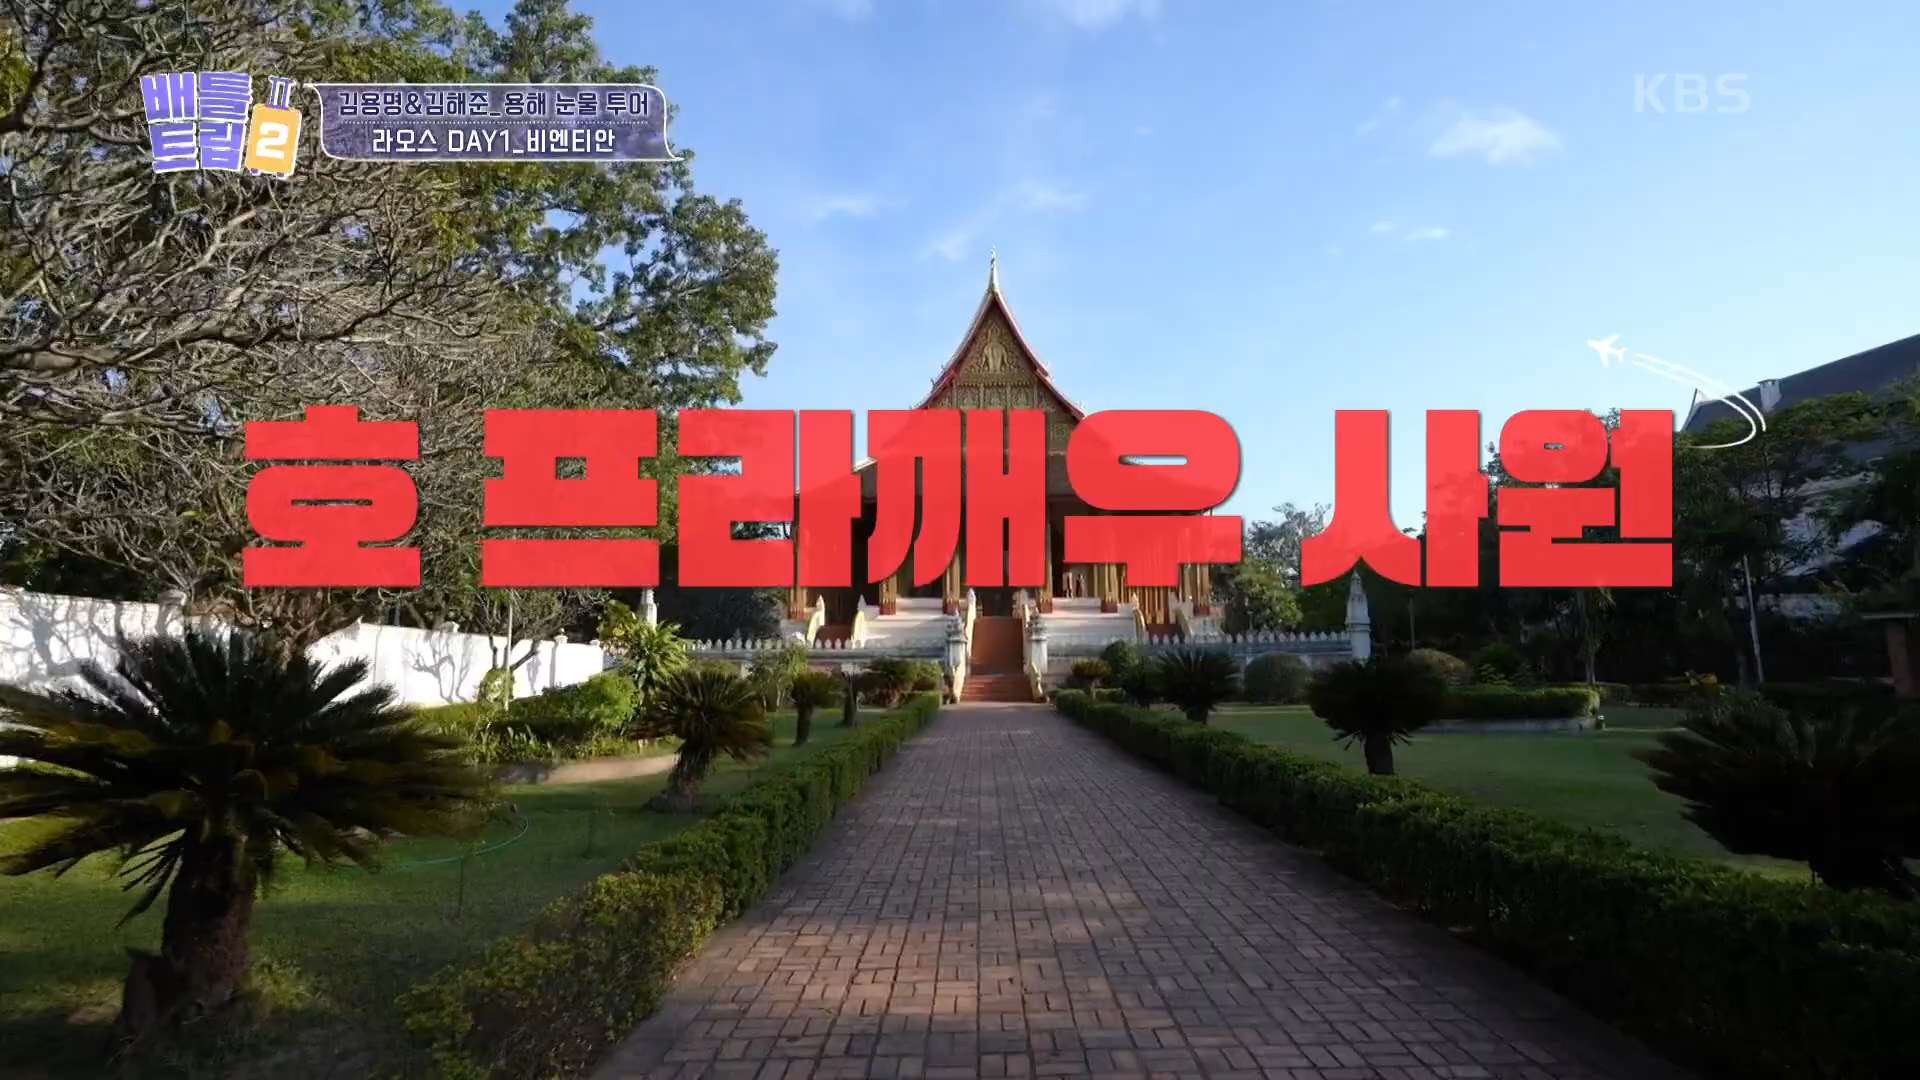 배틀
트립 2
김용명&김해준_용해 눈물 투어
라오스 DAY1_비엔티안
KBS
호 프라깨우 사원